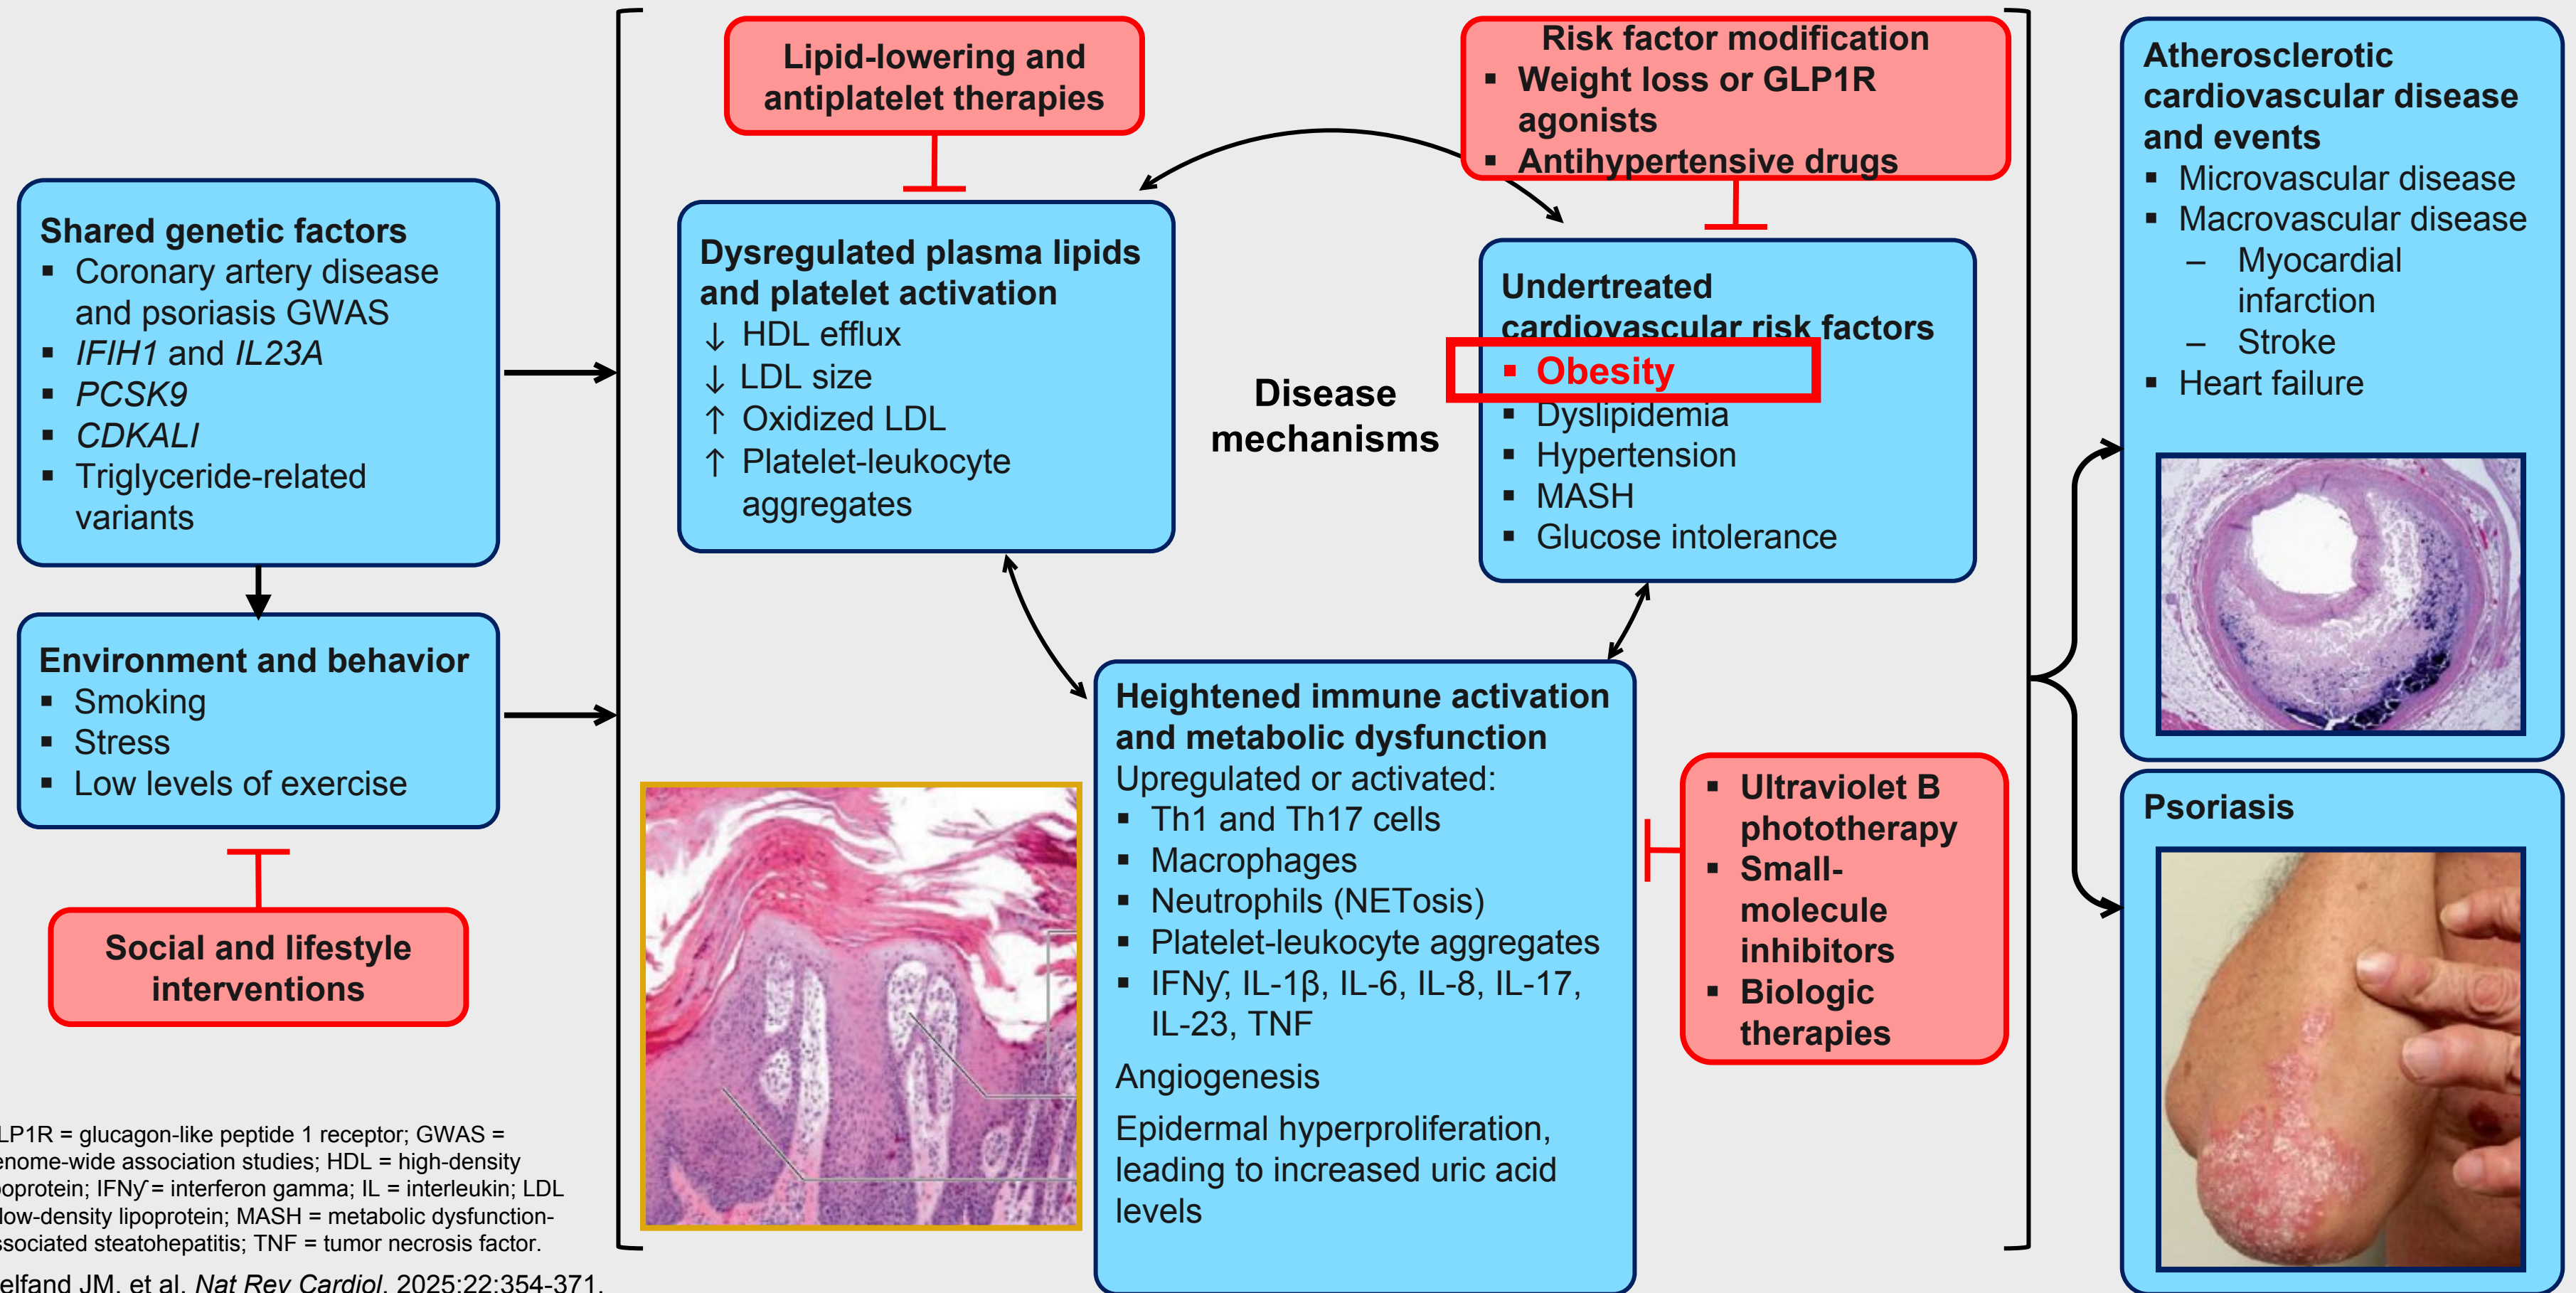 Shared genetic factors
▪ Coronary artery disease
and psoriasis GWAS
▪ IFIH1 and IL23A
▪ PCSK9
▪ CDKALI
▪ Triglyceride-related
variants
Environment and behavior
▪ Smoking
▪ Stress
▪ Low levels of exercise
Social and lifestyle
interventions
Lipid-lowering and
antiplatelet therapies
Dysregulated plasma lipids
and platelet activation
↓ HDL efflux
↓ LDL size
↑ Oxidized LDL
↑ Platelet-leukocyte
aggregates
Disease
mechanisms
Risk factor modification
▪ Weight loss or GLP1R
agonists
▪ Antihypertensive drugs
Undertreated
cardiovascular risk factors
▪ Obesity
▪ Dyslipidemia
▪ Hypertension
▪ MASH
▪ Glucose intolerance
Heightened immune activation
and metabolic dysfunction
Upregulated or activated:
▪ Th1 and Th17 cells
▪ Macrophages
▪ Neutrophils (NETosis)
▪ Platelet-leukocyte aggregates
▪ IFNƴ, IL-1β, IL-6, IL-8, IL-17,
IL-23, TNF
Angiogenesis
Epidermal hyperproliferation,
leading to increased uric acid
levels
▪ Ultraviolet B
phototherapy
▪ Small-
molecule
inhibitors
▪ Biologic
therapies
Atherosclerotic
cardiovascular disease
and events
▪ Microvascular disease
▪ Macrovascular disease
– Myocardial
infarction
– Stroke
▪ Heart failure
Psoriasis
LP1R = glucagon-like peptide 1 receptor; GWAS =
enome-wide association studies; HDL = high-density
poprotein; IFNƴ = interferon gamma; IL = interleukin; LDL
low-density lipoprotein; MASH = metabolic dysfunction-
ssociated steatohepatitis; TNF = tumor necrosis factor.
elfand JM, et al. Nat Rev Cardiol. 2025;22:354-371.